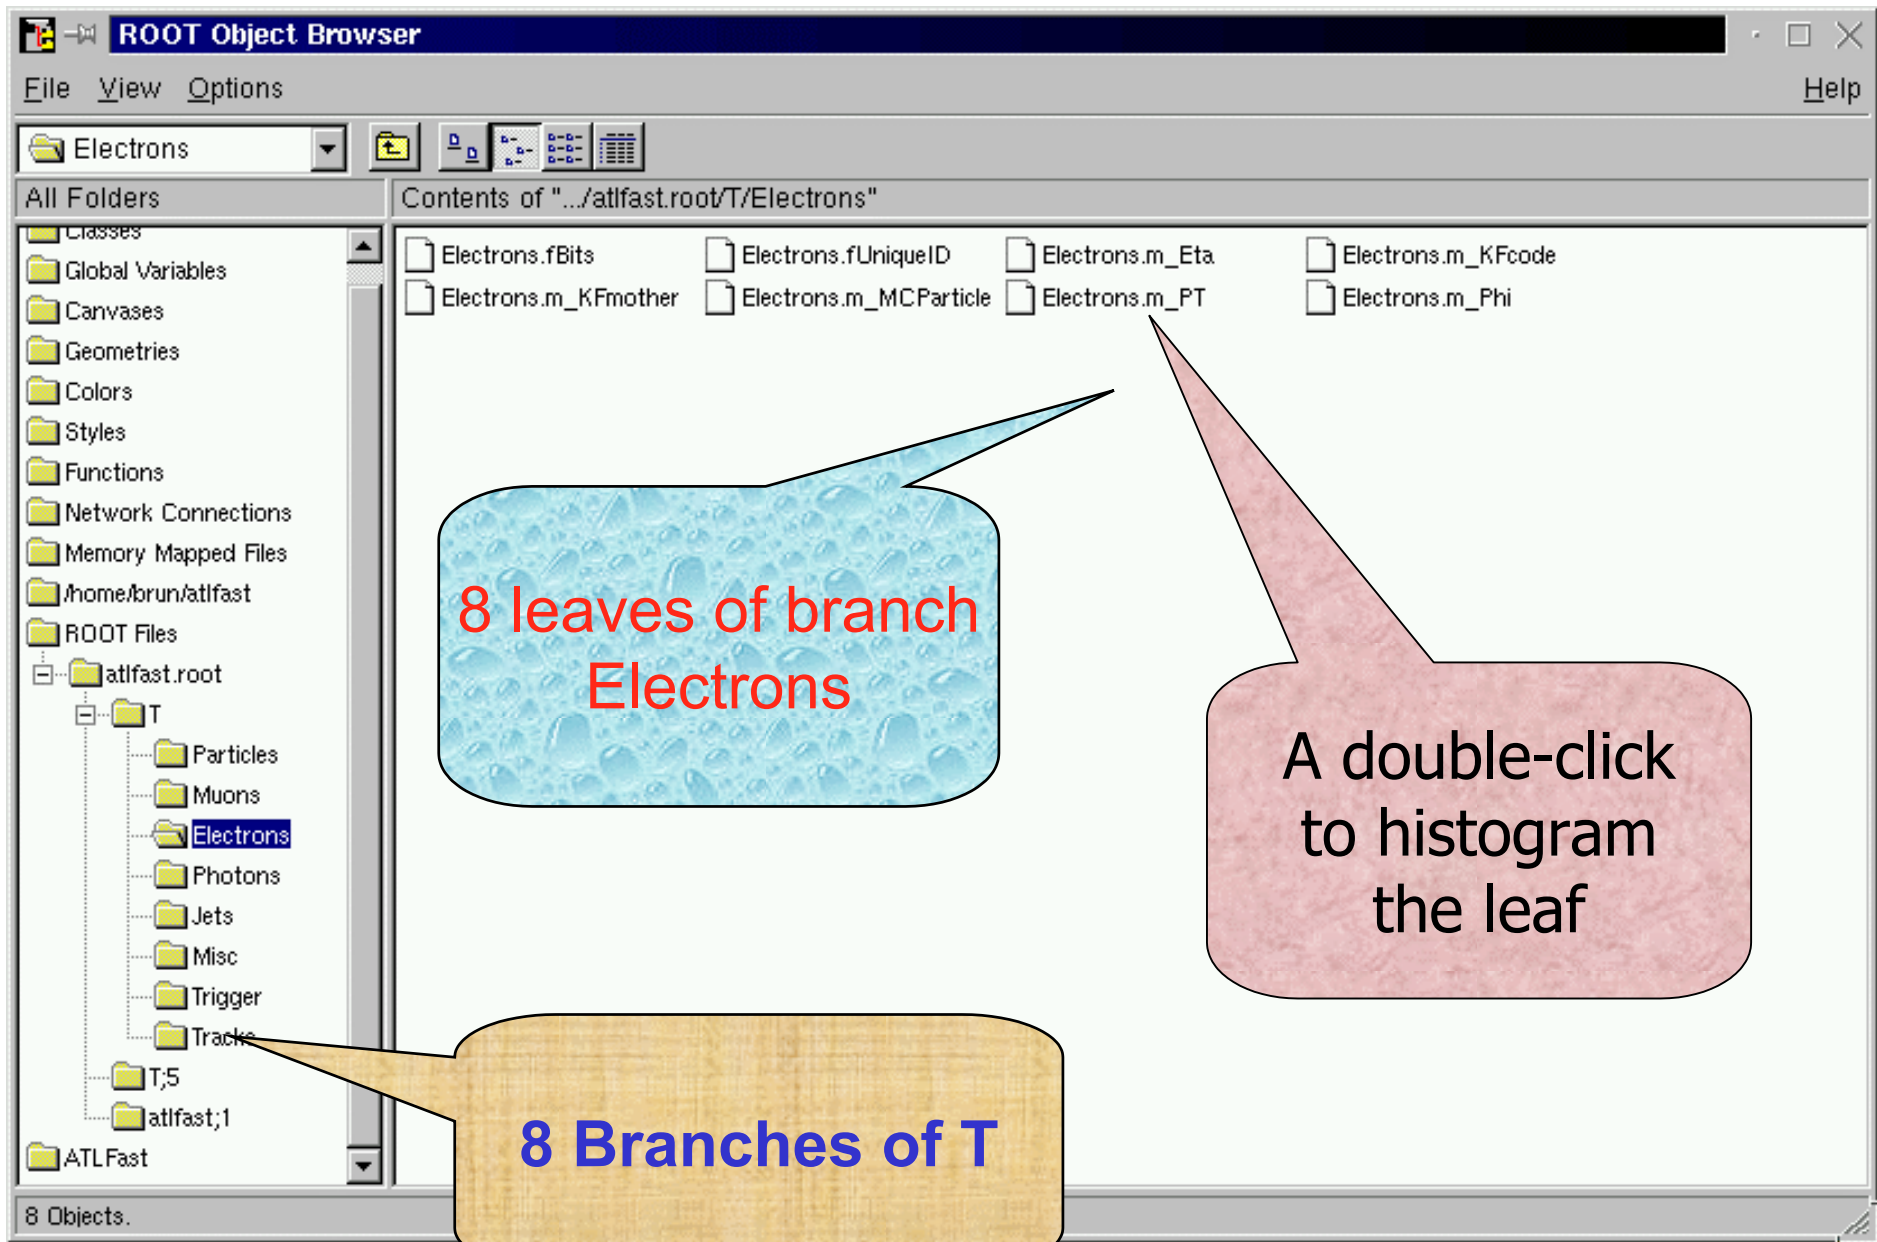 ROOT Object Browser
File View Options Help
Electrons
All Folders
Contents of ".../atlfast.root/T/Electrons"
Classes
Global Variables
Canvases
Geometries
Colors
Styles
Functions
Network Connections
Memory Mapped Files
/home/brun/atlfast
ROOT Files
atlfast.root
T
Particles
Muons
Electrons
Photons
Jets
Misc
Trigger
Tracks
T;5
atlfast;1
ATLFast
Electrons.fBits Electrons.fUniqueID Electrons.m_Eta Electrons.m_KFcode
Electrons.m_KFmother Electrons.m_MCParticle Electrons.m_PT Electrons.m_Phi
8 leaves of branch
Electrons
A double-click
to histogram
the leaf
8 Branches of T
8 Objects.